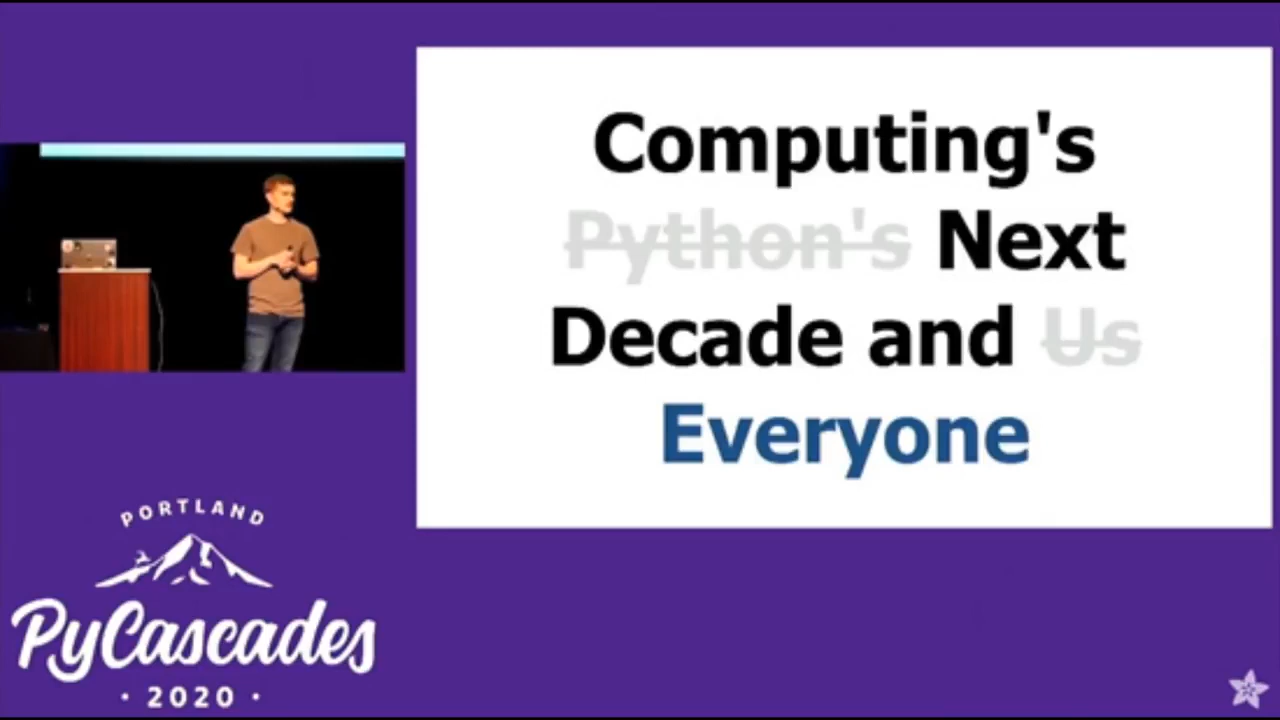 Computing's
Python's Next
Decade and Us
Everyone
PORTLAND
PyCascades
· 2020 ·